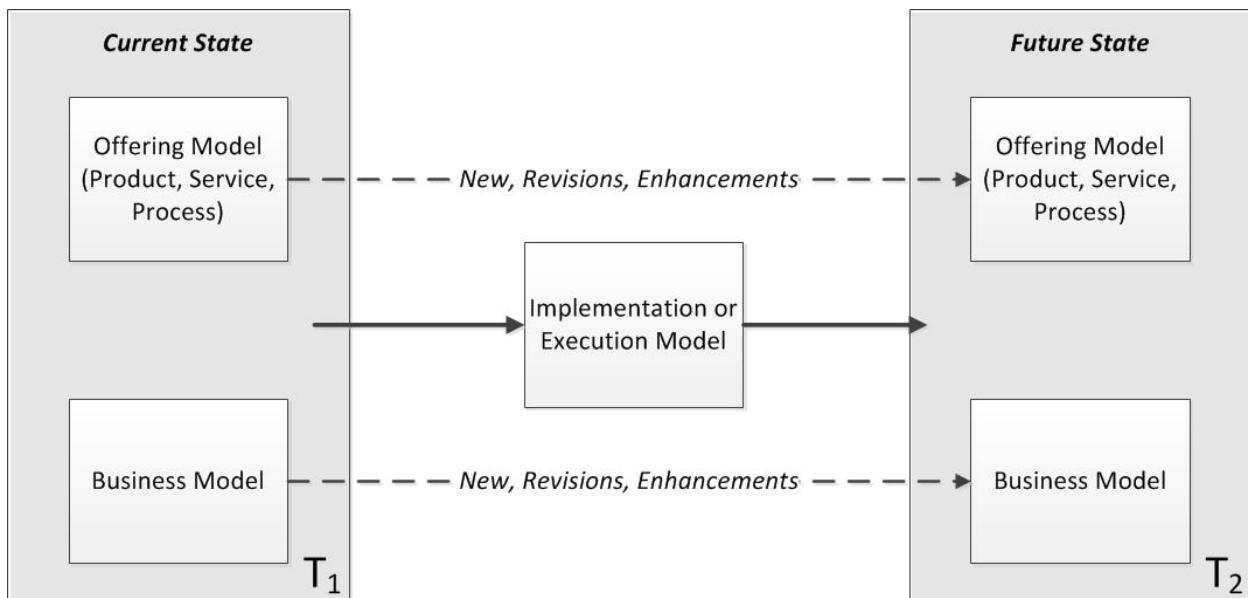 Current State
Future State
Offering Model
(Product, Service,
Process)
New, Revisions, Enhancements
Offering Model
(Product, Service,
Process)
Implementation or
Execution Model
Business Model
New, Revisions, Enhancements
Business Model
T1
T2